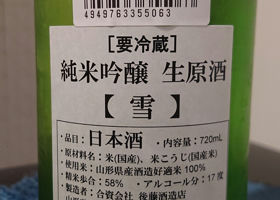 4949763355063
[要冷蔵]
純米吟醸 生原酒
【雪】
・品目:日本酒 ・内容量:720mL
・原材料名:米(国産)、米こうじ(国産米)
・使用米:山形県産酒造好適米 100%
・精米歩合:58% ・アルコール分:17度
・製造者:合資会社 後藤酒造店